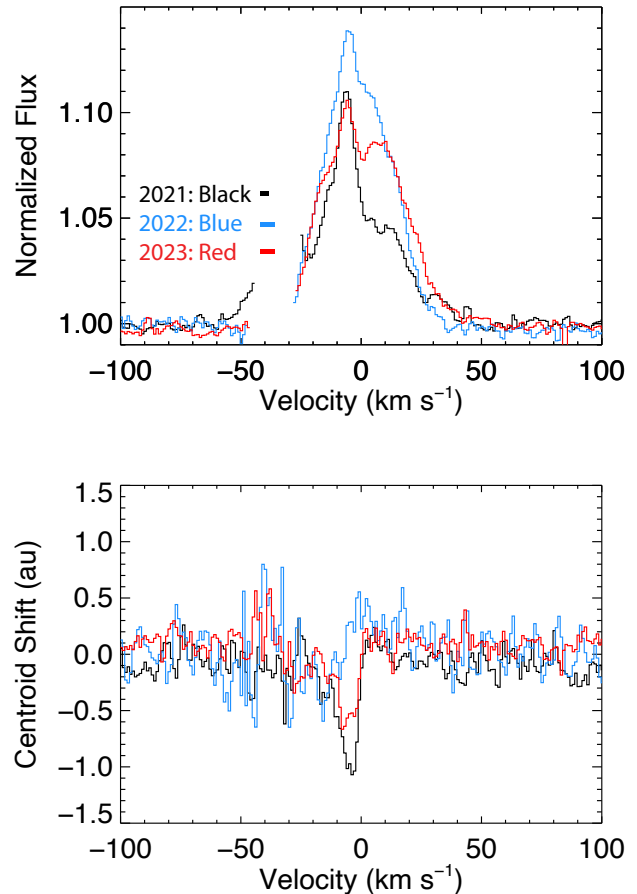 Normalized Flux
1.10
1.05
1.00
2021: Black
2022: Blue
2023: Red
-100 -50 0 50 100
Velocity (km s⁻¹)
Centroid Shift (au)
1.5
1.0
0.5
0.0
-0.5
-1.0
-1.5
-100 -50 0 50 100
Velocity (km s⁻¹)